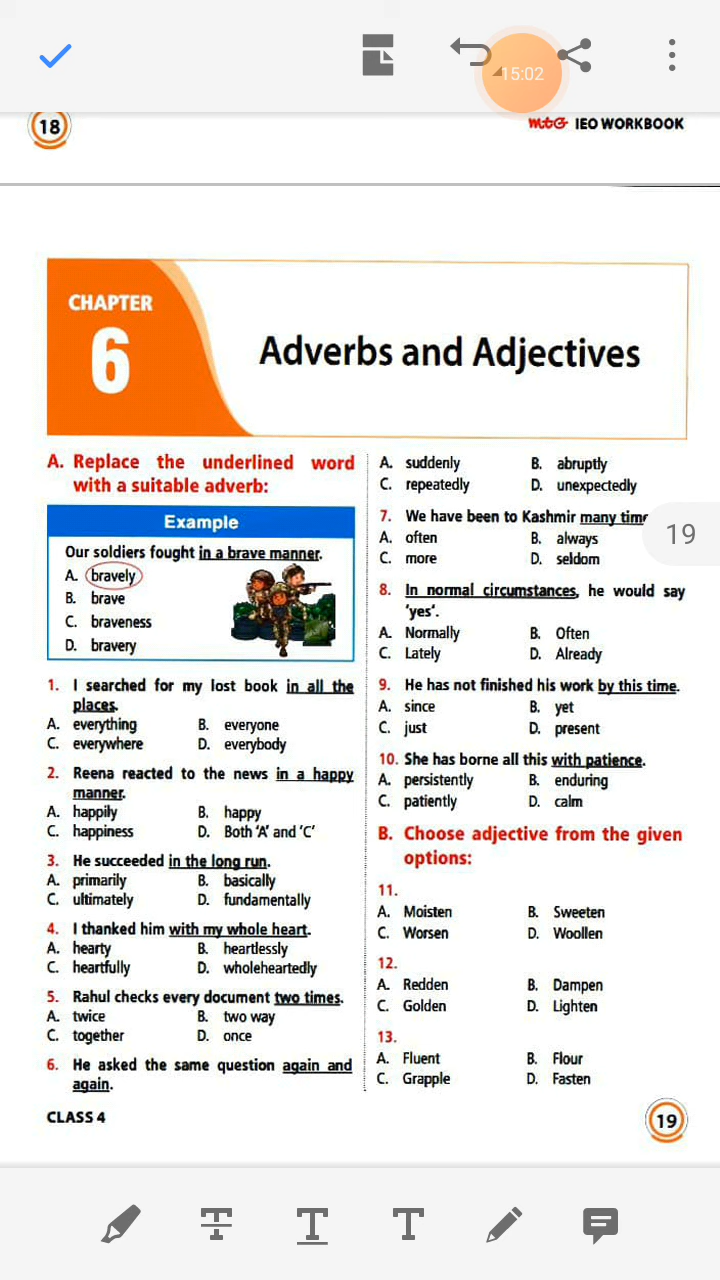 15:02
18
mtG IEO WORKBOOK
CHAPTER
6
Adverbs and Adjectives
A. Replace the underlined word
with a suitable adverb:
Example
Our soldiers fought in a brave manner.
A. bravely
B. brave
C. braveness
D. bravery
1. I searched for my lost book in all the
places.
A. everything B. everyone
C. everywhere D. everybody
2. Reena reacted to the news in a happy
manner.
A. happily B. happy
C. happiness D. Both 'A' and 'C'
3. He succeeded in the long run.
A. primarily B. basically
C. ultimately D. fundamentally
4. I thanked him with my whole heart.
A. hearty B. heartlessly
C. heartfully D. wholeheartedly
5. Rahul checks every document two times.
A. twice B. two way
C. together D. once
6. He asked the same question again and
again.
A. suddenly B. abruptly
C. repeatedly D. unexpectedly
7. We have been to Kashmir many time
19
A. often B. always
C. more D. seldom
8. In normal circumstances, he would say
'yes'.
A. Normally B. Often
C. Lately D. Already
9. He has not finished his work by this time.
A. since B. yet
C. just D. present
10. She has borne all this with patience.
A. persistently B. enduring
C. patiently D. calm
B. Choose adjective from the given
options:
11.
A. Moisten B. Sweeten
C. Worsen D. Woollen
12.
A. Redden B. Dampen
C. Golden D. Lighten
13.
A. Fluent B. Flour
C. Grapple D. Fasten
CLASS 4
19